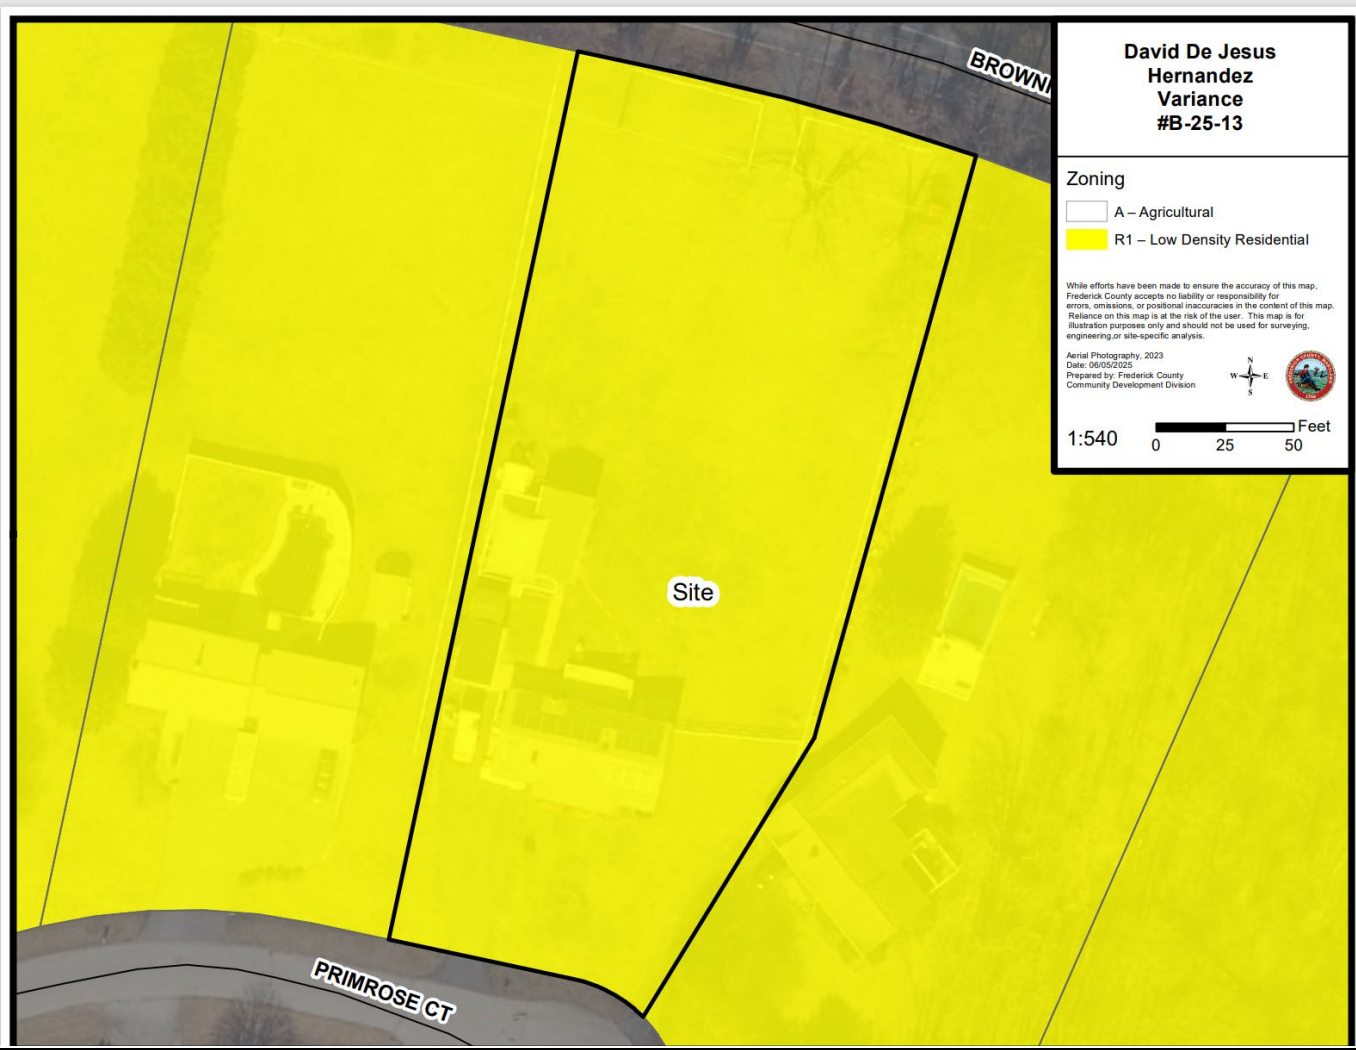 David De Jesus
Hernandez
Variance
#B-25-13
Zoning
A – Agricultural
R1 – Low Density Residential
While efforts have been made to ensure the accuracy of this map,
Frederick County accepts no liability or responsibility for
errors, omissions, or positional inaccuracies in the content of this map.
Reliance on this map is at the risk of the user. This map is for
illustration purposes only and should not be used for surveying,
engineering,or site-specific analysis.
Aerial Photography, 2023
Date: 06/05/2025
Prepared by: Frederick County
Community Development Division
N
W E
S
1:540
Feet
0 25 50
BROWN
Site
PRIMROSE CT